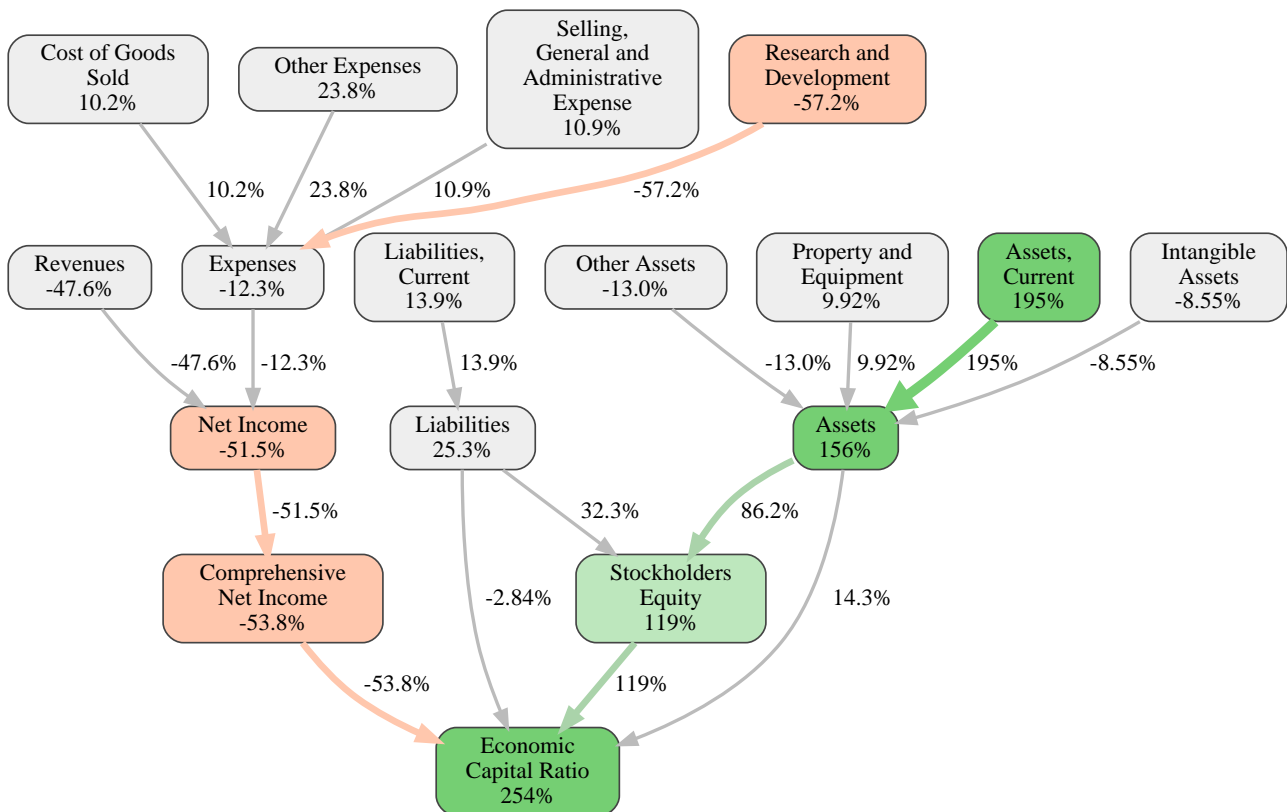 Cost of Goods
Sold
10.2%
Other Expenses
23.8%
Selling,
General and
Administrative
Expense
10.9%
Research and
Development
-57.2%
10.2%
23.8%
10.9%
-57.2%
Revenues
-47.6%
Expenses
-12.3%
Liabilities,
Current
13.9%
Other Assets
-13.0%
Property and
Equipment
9.92%
Assets,
Current
195%
Intangible
Assets
-8.55%
-47.6%
-12.3%
13.9%
-13.0%
9.92%
195%
-8.55%
Net Income
-51.5%
Liabilities
25.3%
Assets
156%
-51.5%
32.3%
86.2%
Comprehensive
Net Income
-53.8%
-2.84%
Stockholders
Equity
119%
14.3%
-53.8%
119%
Economic
Capital Ratio
254%